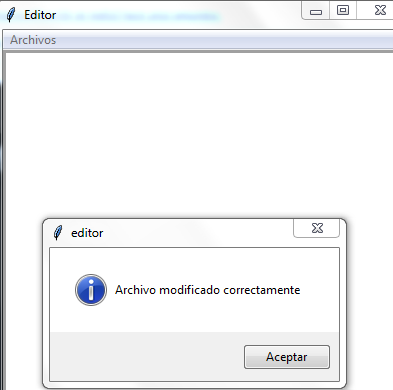 Editor
Archivos
editor
Archivo modificado correctamente
Aceptar